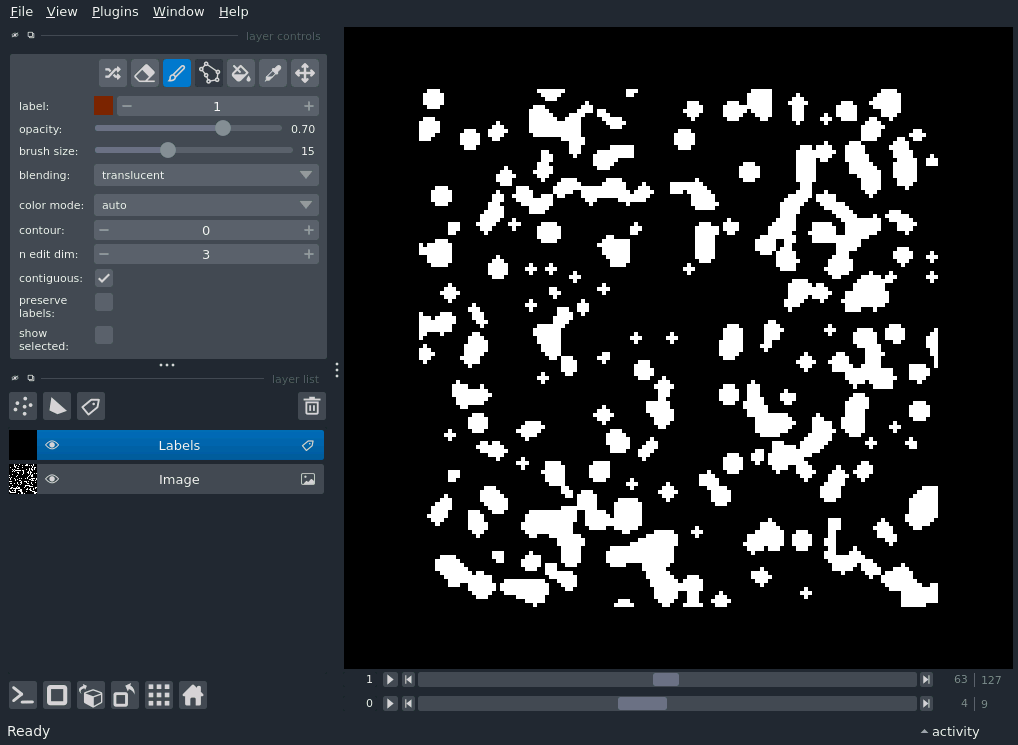 File View Plugins Window Help
layer controls
label: 1
opacity: 0.70
brush size: 15
blending: translucent
color mode: auto
contour: 0
n edit dim: 3
contiguous:
preserve
labels:
show
selected:
layer list
Labels
Image
1 63 127
0 4 9
Ready activity